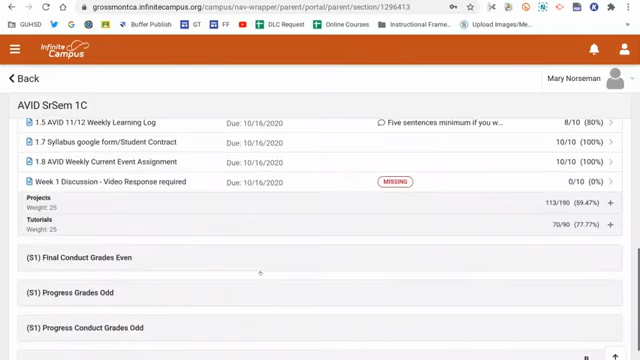 grossmontca.infinitecampus.org/campus/nav-wrapper/parent/portal/parent/section/1296413
GUHSD
Buffer Publish
GT
FF
DLC Request
Online Courses
Instructional Frame...
Upload Images/St...
Infinite
Campus
Back
Mary Norseman
AVID SrSem 1C
1.5 AVID 11/12 Weekly Learning Log Due: 10/16/2020 Five sentences minimum if you w... 8/10 (80%)
1.7 Syllabus google form/Student Contract Due: 10/16/2020 10/10 (100%)
1.8 AVID Weekly Current Event Assignment Due: 10/16/2020 10/10 (100%)
Week 1 Discussion - Video Response required Due: 10/16/2020 MISSING 0/10 (0%)
Projects
Weight: 25 113/190 (59.47%) +
Tutorials
Weight: 25 70/90 (77.77%) +
(S1) Final Conduct Grades Even
(S1) Progress Grades Odd
(S1) Progress Conduct Grades Odd